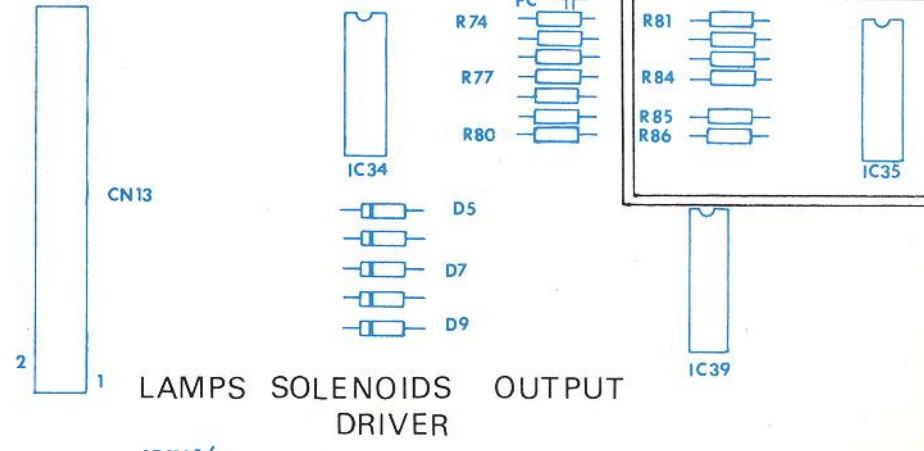 R74
R81
R77
R84
R85
R80
R86
IC34
IC35
CN13
D5
D7
D9
2
IC39
1
LAMPS SOLENOIDS OUTPUT
DRIVER